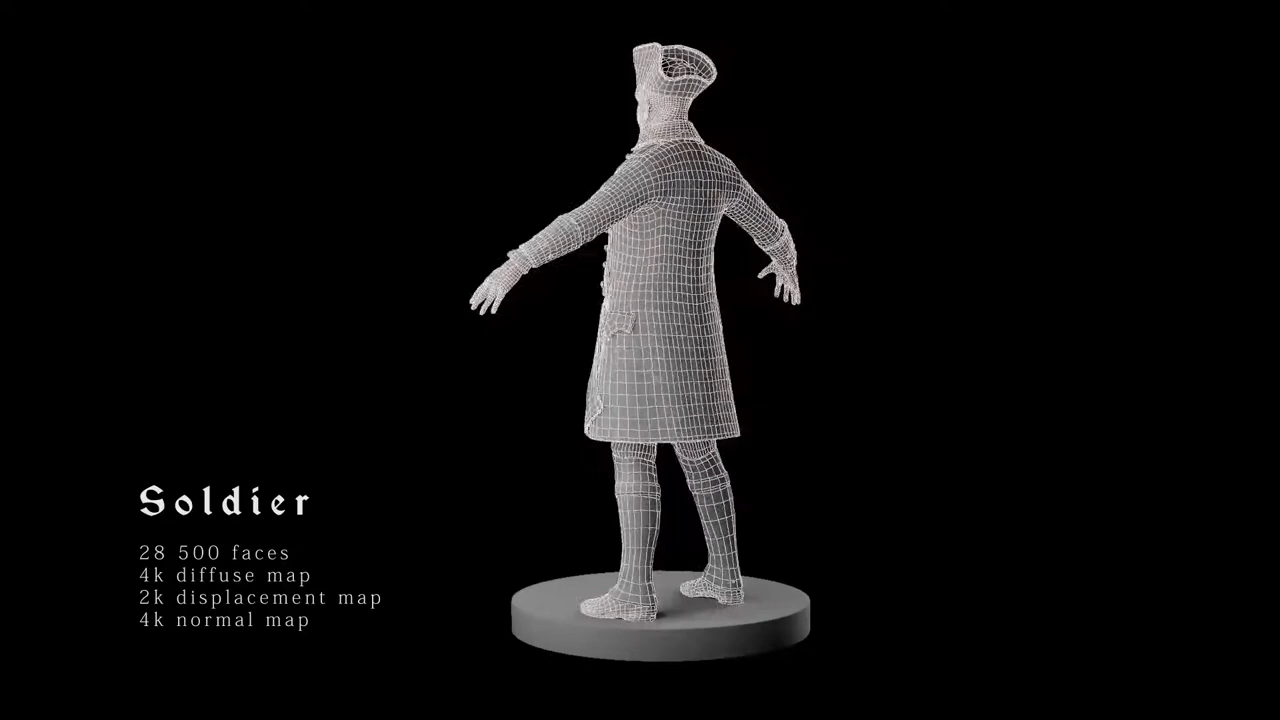 Soldier
28 500 faces
4k diffuse map
2k displacement map
4k normal map